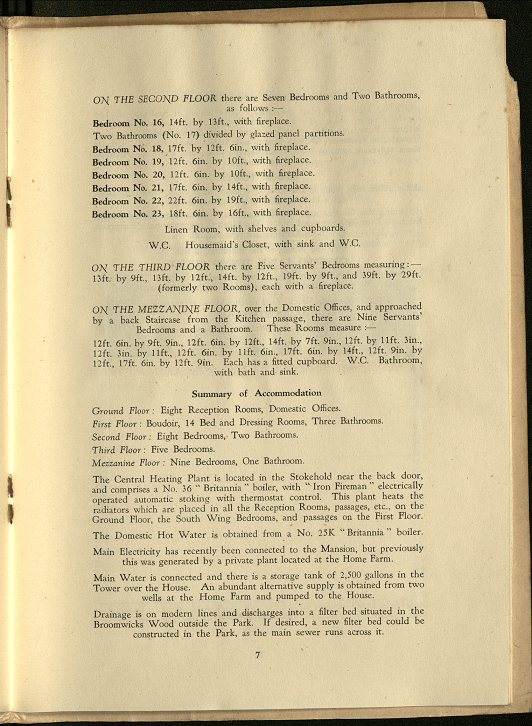 ON THE SECOND FLOOR there are Seven Bedrooms and Two Bathrooms,
as follows :—
Bedroom No. 16, 14ft. by 13ft., with fireplace.
Two Bathrooms (No. 17) divided by glazed panel partitions.
Bedroom No. 18, 17ft. by 12ft. 6in., with fireplace.
Bedroom No. 19, 12ft. 6in. by 10ft., with fireplace.
Bedroom No. 20, 12ft. 6in. by 10ft., with fireplace.
Bedroom No. 21, 17ft. 6in. by 14ft., with fireplace.
Bedroom No. 22, 22ft. 6in. by 19ft., with fireplace.
Bedroom No. 23, 18ft. 6in. by 16ft., with fireplace.
Linen Room, with shelves and cupboards.
W.C. Housemaid's Closet, with sink and W.C.
ON THE THIRD FLOOR there are Five Servants' Bedrooms measuring :—
13ft. by 9ft., 13ft. by 12ft., 14ft. by 12ft., 19ft. by 9ft., and 39ft. by 29ft.
(formerly two Rooms), each with a fireplace.
ON THE MEZZANINE FLOOR, over the Domestic Offices, and approached
by a back Staircase from the Kitchen passage, there are Nine Servants'
Bedrooms and a Bathroom. These Rooms measure :—
12ft. 6in. by 9ft. 9in., 12ft. 6in. by 12ft., 14ft. by 7ft. 9in., 12ft. by 11ft. 3in.,
12ft. 3in. by 11ft., 12ft. 6in. by 11ft. 6in., 17ft. 6in. by 14ft., 12ft. 9in. by
12ft., 17ft. 6in. by 12ft. 9in. Each has a fitted cupboard. W.C. Bathroom,
with bath and sink.
Summary of Accommodation
Ground Floor : Eight Reception Rooms, Domestic Offices.
First Floor : Boudoir, 14 Bed and Dressing Rooms, Three Bathrooms.
Second Floor : Eight Bedrooms, Two Bathrooms.
Third Floor : Five Bedrooms.
Mezzanine Floor : Nine Bedrooms, One Bathroom.
The Central Heating Plant is located in the Stokehold near the back door,
and comprises a No. 36 " Britannia " boiler, with " Iron Fireman " electrically
operated automatic stoking with thermostat control. This plant heats the
radiators which are placed in all the Reception Rooms, passages, etc., on the
Ground Floor, the South Wing Bedrooms, and passages on the First Floor.
The Domestic Hot Water is obtained from a No. 25K " Britannia " boiler.
Main Electricity has recently been connected to the Mansion, but previously
this was generated by a private plant located at the Home Farm.
Main Water is connected and there is a storage tank of 2,500 gallons in the
Tower over the House. An abundant alternative supply is obtained from two
wells at the Home Farm and pumped to the House.
Drainage is on modern lines and discharges into a filter bed situated in the
Broomwicks Wood outside the Park. If desired, a new filter bed could be
constructed in the Park, as the main sewer runs across it.
7